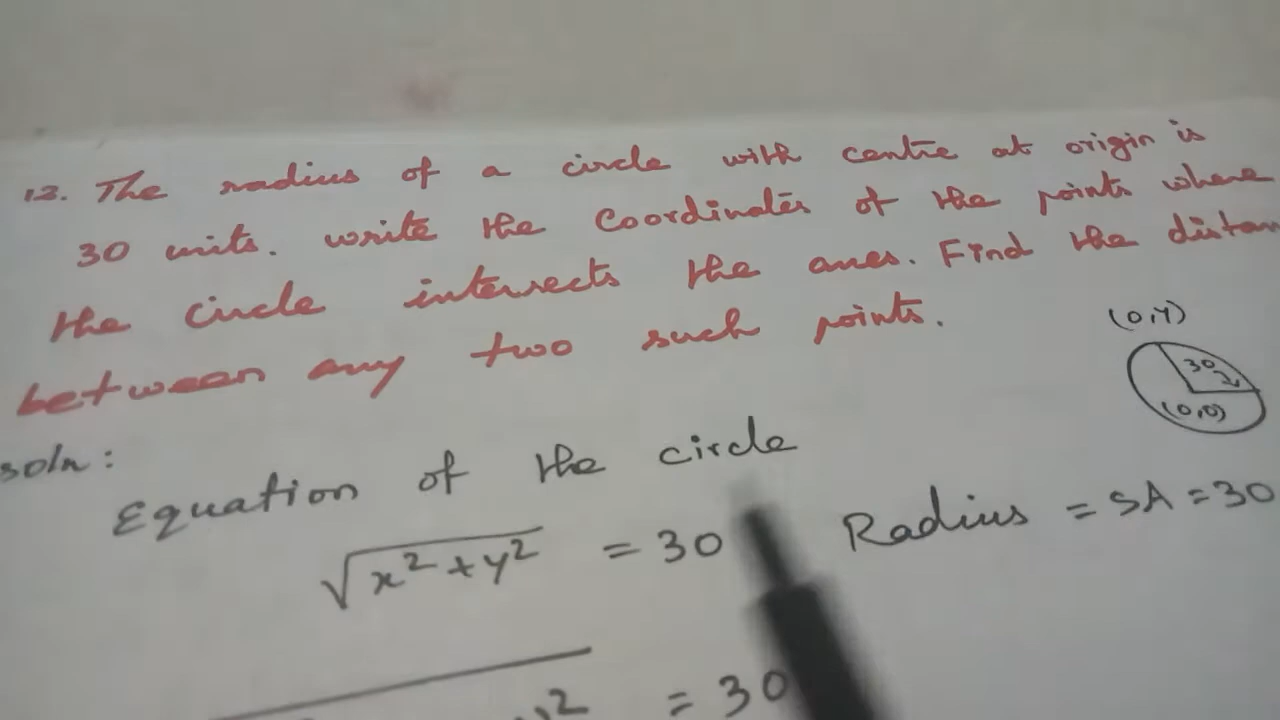 12. The radius of a circle with centre at origin is
30 units. write the Coordinates of the points where
the circle intersects the axes. Find the distan
between any two such points.
(0,Y)
30
(0,0)
soln:
Equation of the circle
√x²+y² = 30 Radius = SA = 30
² = 30